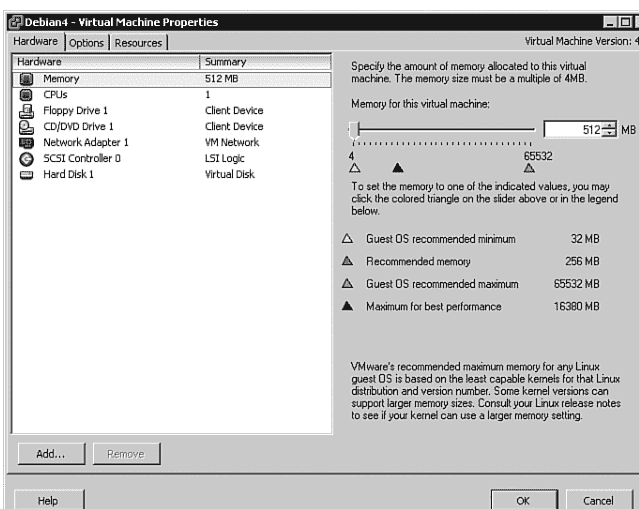 Debian4 - Virtual Machine Properties
Hardware Options Resources
Virtual Machine Version: 4
Hardware Summary
Memory 512 MB
CPUs 1
Floppy Drive 1 Client Device
CD/DVD Drive 1 Client Device
Network Adapter 1 VM Network
SCSI Controller 0 LSI Logic
Hard Disk 1 Virtual Disk
Specify the amount of memory allocated to this virtual
machine. The memory size must be a multiple of 4MB.
Memory for this virtual machine:
512 MB
4 65532
To set the memory to one of the indicated values, you may
click the colored triangle on the slider above or in the legend
below.
Guest OS recommended minimum 32 MB
Recommended memory 256 MB
Guest OS recommended maximum 65532 MB
Maximum for best performance 16380 MB
VMware's recommended maximum memory for any Linux
guest OS is based on the least capable kernels for that Linux
distribution and version number. Some kernel versions can
support larger memory sizes. Consult your Linux release notes
to see if your kernel can use a larger memory setting.
Add... Remove
Help OK Cancel